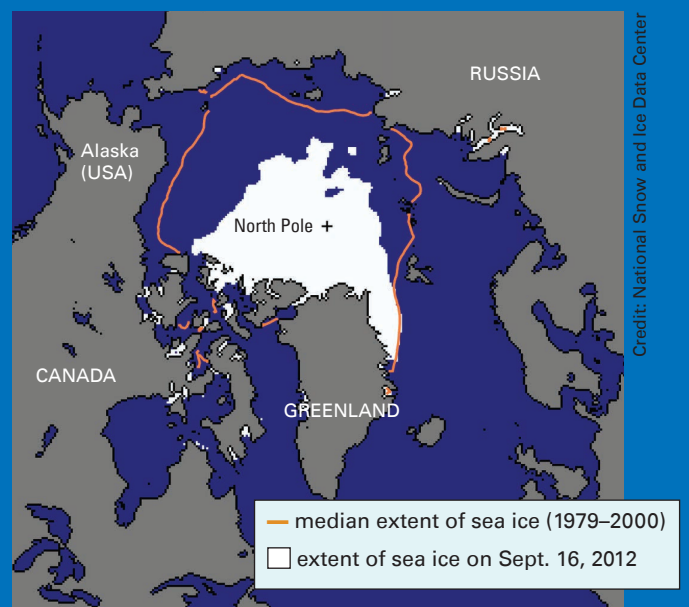 RUSSIA
Alaska
(USA)
North Pole +
CANADA
GREENLAND
median extent of sea ice (1979–2000)
extent of sea ice on Sept. 16, 2012
Credit: National Snow and Ice Data Center